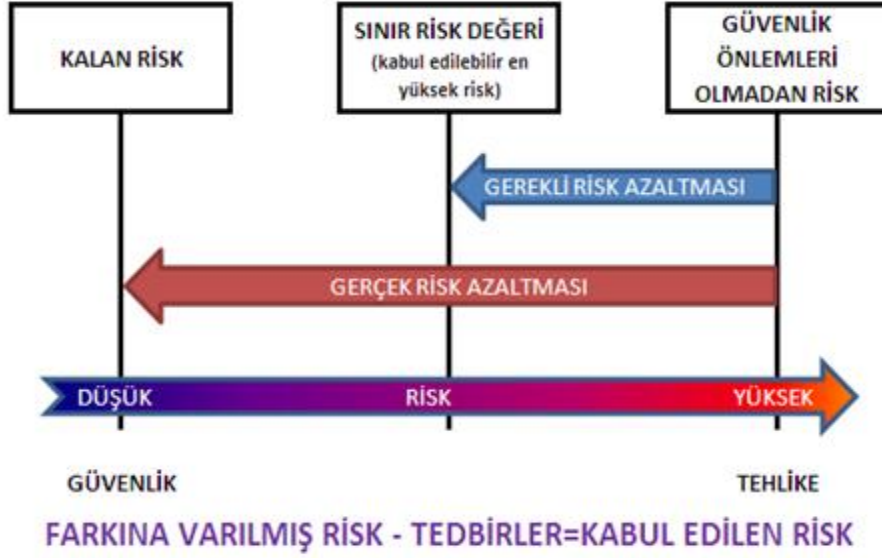 KALAN RİSK
SINIR RİSK DEĞERİ
(kabul edilebilir en
yüksek risk)
GÜVENLİK
ÖNLEMLERİ
OLMADAN RİSK
GEREKLİ RİSK AZALTMASI
GERÇEK RİSK AZALTMASI
DÜŞÜK
RİSK
YÜKSEK
GÜVENLİK
TEHLİKE
FARKINA VARILMIŞ RİSK - TEDBİRLER=KABUL EDİLEN RİSK